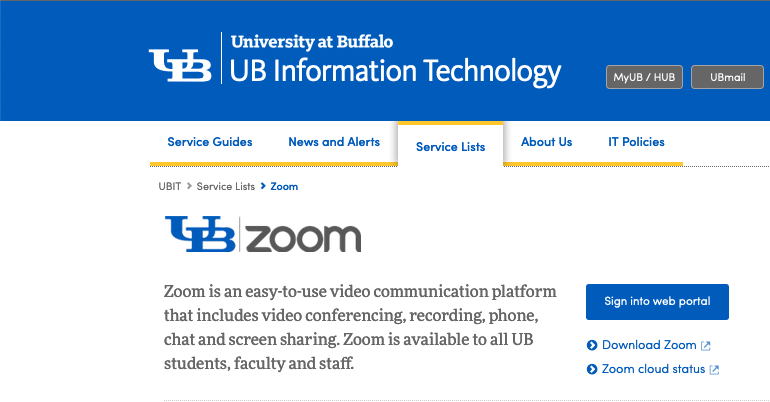 University at Buffalo
UB
UB Information Technology
MyUB / HUB
UBmail
Service Guides
News and Alerts
Service Lists
About Us
IT Policies
UBIT > Service Lists > Zoom
UB zoom
Zoom is an easy-to-use video communication platform
that includes video conferencing, recording, phone,
chat and screen sharing. Zoom is available to all UB
students, faculty and staff.
Sign into web portal
Download Zoom
Zoom cloud status